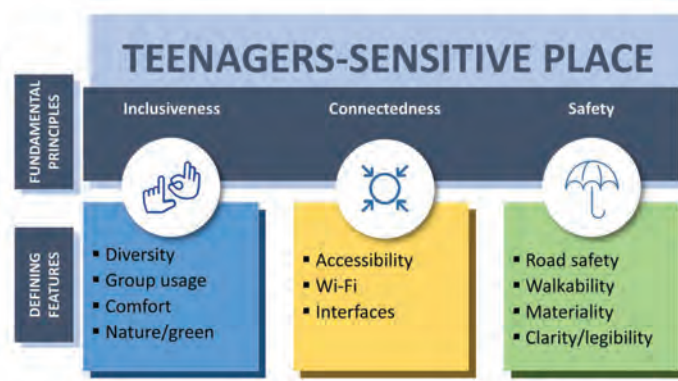 TEENAGERS-SENSITIVE PLACE
FUNDAMENTAL
PRINCIPLES
Inclusiveness
Connectedness
Safety
DEFINING
FEATURES
▪ Diversity
▪ Group usage
▪ Comfort
▪ Nature/green
▪ Accessibility
▪ Wi-Fi
▪ Interfaces
▪ Road safety
▪ Walkability
▪ Materiality
▪ Clarity/legibility